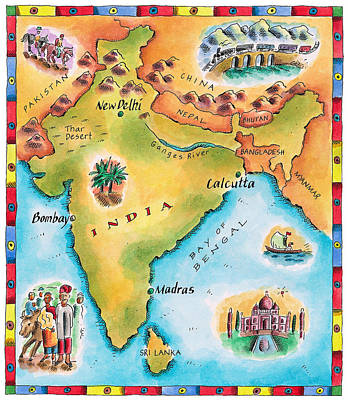 PAKISTAN
CHINA
New Delhi
NEPAL
BHUTAN
Thar
Desert
Ganges River
BANGLADESH
Calcutta
MYANMAR
Bombay
INDIA
BAY OF
BENGAL
Madras
SRI LANKA